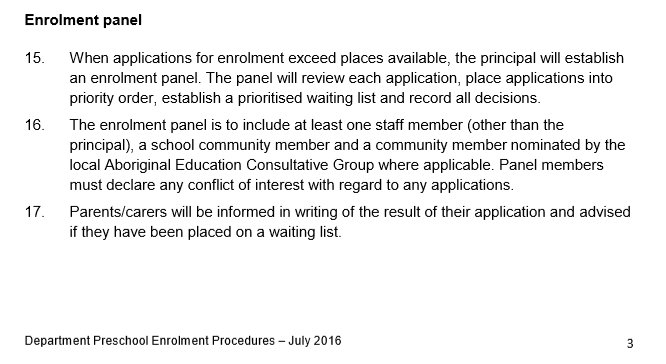 Enrolment panel
15. When applications for enrolment exceed places available, the principal will establish
an enrolment panel. The panel will review each application, place applications into
priority order, establish a prioritised waiting list and record all decisions.
16. The enrolment panel is to include at least one staff member (other than the
principal), a school community member and a community member nominated by the
local Aboriginal Education Consultative Group where applicable. Panel members
must declare any conflict of interest with regard to any applications.
17. Parents/carers will be informed in writing of the result of their application and advised
if they have been placed on a waiting list.
Department Preschool Enrolment Procedures – July 2016 3